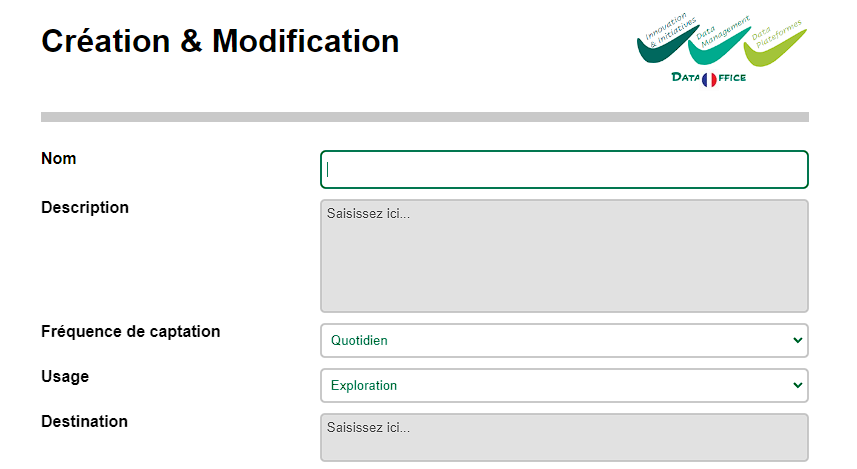 Création & Modification
Innovation
& Initiatives
Data
Management
Data
Plateformes
DATA OFFICE
Nom
Description
Saisissez ici...
Fréquence de captation
Quotidien
Usage
Exploration
Destination
Saisissez ici...